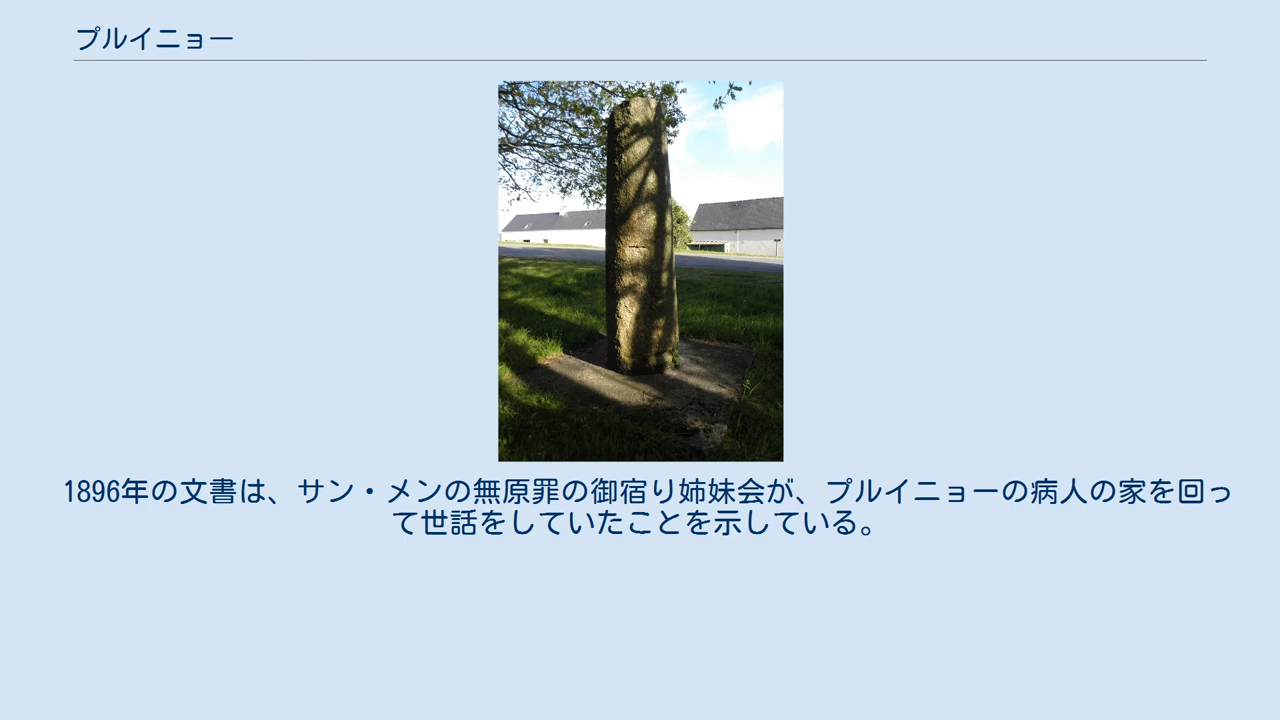 プルイニョー
1896年の文書は、サン・メンの無原罪の御宿り姉妹会が、プルイニョーの病人の家を回っ
て世話をしていたことを示している。